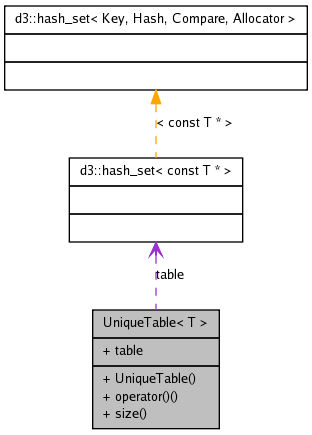 d3::hash_set< Key, Hash, Compare, Allocator >
< const T * >
d3::hash_set< const T * >
table
UniqueTable< T >
+ table
+ UniqueTable()
+ operator()()
+ size()